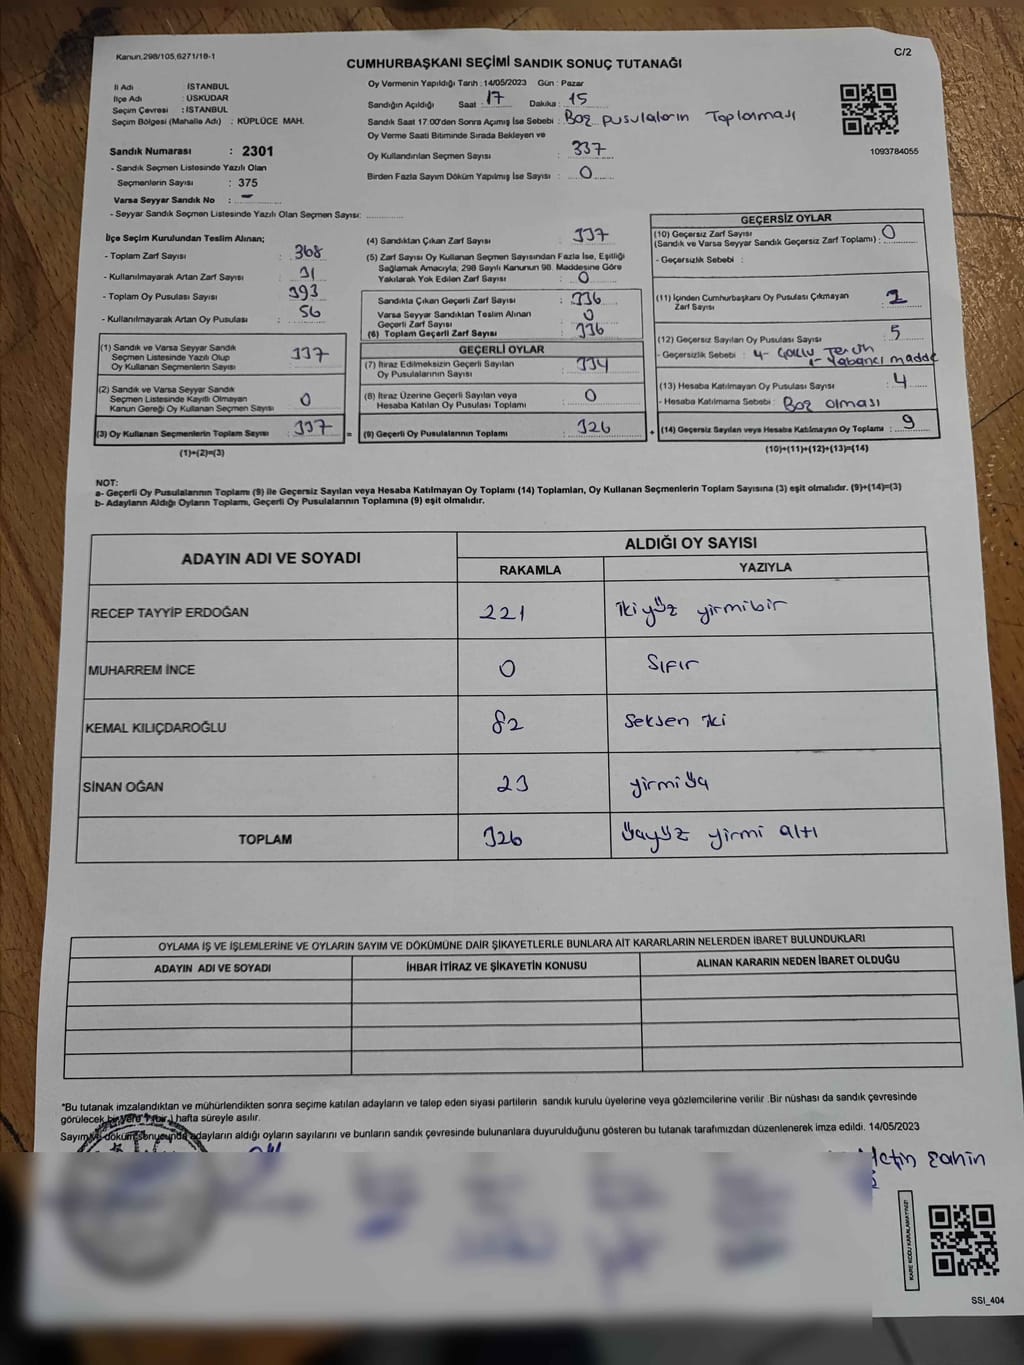 Kanun.298/105,6271/18-1
C/2
CUMHURBAŞKANI SEÇİMİ SANDIK SONUÇ TUTANAĞI
İl Adı : İSTANBUL
İlçe Adı : ÜSKÜDAR
Seçim Çevresi : İSTANBUL
Seçim Bölgesi (Mahalle Adı) : KÜPLÜCE MAH.
Sandık Numarası : 2301
- Sandık Seçmen Listesinde Yazılı Olan
Seçmenlerin Sayısı : 375
Varsa Seyyar Sandık No : -
- Seyyar Sandık Seçmen Listesinde Yazılı Olan Seçmen Sayısı:
Oy Vermenin Yapıldığı Tarih : 14/05/2023 Gün : Pazar
Sandığın Açıldığı Saat : 17 Dakika : 15
Sandık Saat 17:00'den Sonra Açımış İse Sebebi : Boş pusulaların Toplanması
Oy Verme Saati Bitiminde Sırada Bekleyen ve
Oy Kullandırılan Seçmen Sayısı : 337
Birden Fazla Sayım Döküm Yapılmış İse Sayısı : 0
1093784055
İlçe Seçim Kurulundan Teslim Alınan;
- Toplam Zarf Sayısı : 368
- Kullanılmayarak Artan Zarf Sayısı : 31
- Toplam Oy Pusulası Sayısı : 393
- Kullanılmayarak Artan Oy Pusulası : 56
(1) Sandık ve Varsa Seyyar Sandık
Seçmen Listesinde Yazılı Olup
Oy Kullanan Seçmenlerin Sayısı : 337
(2) Sandık ve Varsa Seyyar Sandık
Seçmen Listesinde Kayıtlı Olmayan
Kanun Gereği Oy Kullanan Seçmen Sayısı : 0
(3) Oy Kullanan Seçmenlerin Toplam Sayısı : 337 =
(1)+(2)=(3)
(4) Sandıktan Çıkan Zarf Sayısı : 337
(5) Zarf Sayısı Oy Kullanan Seçmen Sayısından Fazla İse, Eşitliği
Sağlamak Amacıyla; 298 Sayılı Kanunun 98. Maddesine Göre
Yakılarak Yok Edilen Zarf Sayısı : 0
Sandıkta Çıkan Geçerli Zarf Sayısı : 336
Varsa Seyyar Sandıktan Teslim Alınan
Geçerli Zarf Sayısı : 0
(6) Toplam Geçerli Zarf Sayısı : 336
GEÇERLİ OYLAR
(7) İtiraz Edilmeksizin Geçerli Sayılan
Oy Pusulalarının Sayısı : 334
(8) İtiraz Üzerine Geçerli Sayılan veya
Hesaba Katılan Oy Pusulası Toplamı : 0
(9) Geçerli Oy Pusulalarının Toplamı : 326 +
GEÇERSİZ OYLAR
(10) Geçersiz Zarf Sayısı
(Sandık ve Varsa Seyyar Sandık Geçersiz Zarf Toplamı) : 0
- Geçersizlik Sebebi :
(11) İçinden Cumhurbaşkanı Oy Pusulası Çıkmayan
Zarf Sayısı :
(12) Geçersiz Sayılan Oy Pusulası Sayısı : 5
- Geçersizlik Sebebi : 4- Çoklu Tercih
1- Yabancı madde
(13) Hesaba Katılmayan Oy Pusulası Sayısı : 4
- Hesaba Katılmama Sebebi : Boş olması
(14) Geçersiz Sayılan veya Hesaba Katılmayan Oy Toplamı : 9
(10)+(11)+(12)+(13)=(14)
NOT:
a- Geçerli Oy Pusulalarının Toplamı (9) ile Geçersiz Sayılan veya Hesaba Katılmayan Oy Toplamı (14) Toplamları, Oy Kullanan Seçmenlerin Toplam Sayısına (3) eşit olmalıdır. (9)+(14)=(3)
b- Adayların Aldığı Oyların Toplamı, Geçerli Oy Pusulalarının Toplamına (9) eşit olmalıdır.
ADAYIN ADI VE SOYADI
ALDIĞI OY SAYISI
RAKAMLA YAZIYLA
RECEP TAYYİP ERDOĞAN 221 iki yüz yirmibir
MUHARREM İNCE 0 Sıfır
KEMAL KILIÇDAROĞLU 82 Seksen iki
SİNAN OĞAN 23 yirmi üç
TOPLAM 326 üçyüz yirmi altı
OYLAMA İŞ VE İŞLEMLERİNE VE OYLARIN SAYIM VE DÖKÜMÜNE DAİR ŞİKAYETLERLE BUNLARA AİT KARARLARIN NELERDEN İBARET BULUNDUKLARI
ADAYIN ADI VE SOYADI İHBAR İTİRAZ VE ŞİKAYETİN KONUSU ALINAN KARARIN NEDEN İBARET OLDUĞU
*Bu tutanak imzalandıktan ve mühürlendikten sonra seçime katılan adayların ve talep eden siyasi partilerin sandık kurulu üyelerine veya gözlemcilerine verilir .Bir nüshası da sandık çevresinde
görülecek bir yere 1 (bir ) hafta süreyle asılır.
Sayım ve döküm sonucunda adayların aldığı oyların sayılarını ve bunların sandık çevresinde bulunanlara duyurulduğunu gösteren bu tutanak tarafımızdan düzenlenerek imza edildi. 14/05/2023
Metin Şahin
KARE KODU KARALAMAYINIZ!
SSI_404